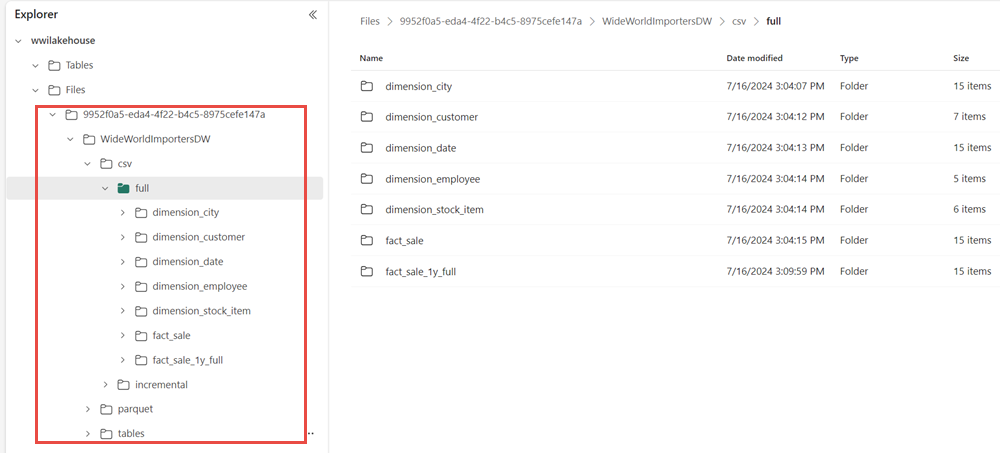 Explorer
wwilakehouse
Tables
Files
9952f0a5-eda4-4f22-b4c5-8975cefe147a
WideWorldImportersDW
csv
full
dimension_city
dimension_customer
dimension_date
dimension_employee
dimension_stock_item
fact_sale
fact_sale_1y_full
incremental
parquet
tables
Files > 9952f0a5-eda4-4f22-b4c5-8975cefe147a > WideWorldImportersDW > csv > full
Name Date modified Type Size
dimension_city 7/16/2024 3:04:07 PM Folder 15 items
dimension_customer 7/16/2024 3:04:12 PM Folder 7 items
dimension_date 7/16/2024 3:04:13 PM Folder 15 items
dimension_employee 7/16/2024 3:04:14 PM Folder 5 items
dimension_stock_item 7/16/2024 3:04:14 PM Folder 6 items
fact_sale 7/16/2024 3:04:15 PM Folder 15 items
fact_sale_1y_full 7/16/2024 3:09:59 PM Folder 15 items